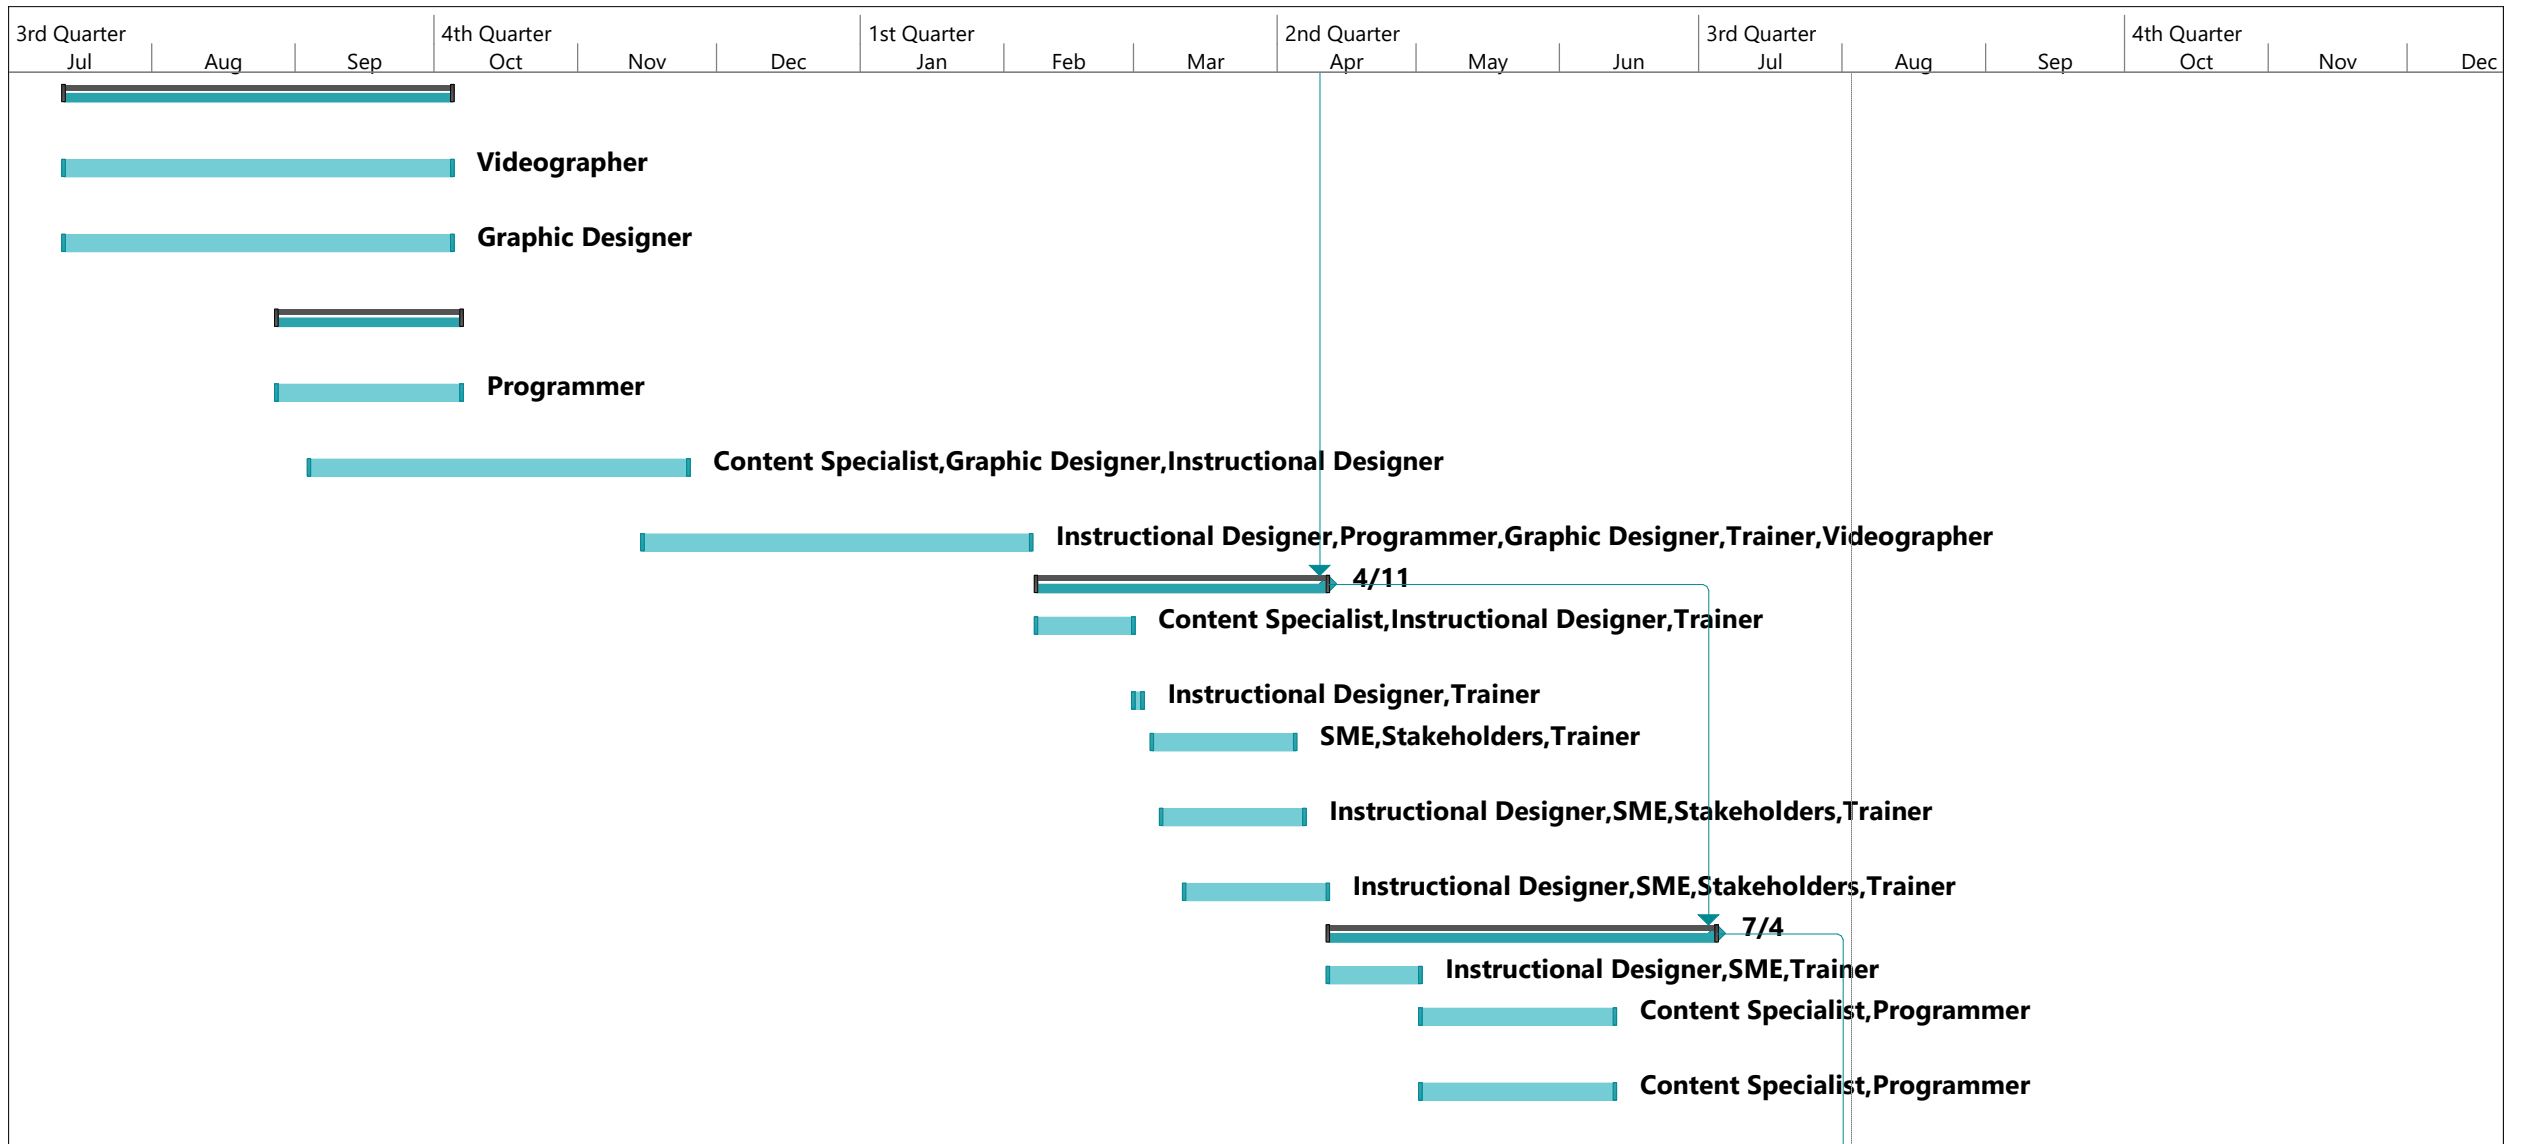 3rd Quarter 4th Quarter 1st Quarter 2nd Quarter 3rd Quarter 4th Quarter
Jul Aug Sep Oct Nov Dec Jan Feb Mar Apr May Jun Jul Aug Sep Oct Nov Dec
Videographer
Graphic Designer
Programmer
Content Specialist,Graphic Designer,Instructional Designer
Instructional Designer,Programmer,Graphic Designer,Trainer,Videographer
4/11
Content Specialist,Instructional Designer,Trainer
Instructional Designer,Trainer
SME,Stakeholders,Trainer
Instructional Designer,SME,Stakeholders,Trainer
Instructional Designer,SME,Stakeholders,Trainer
7/4
Instructional Designer,SME,Trainer
Content Specialist,Programmer
Content Specialist,Programmer